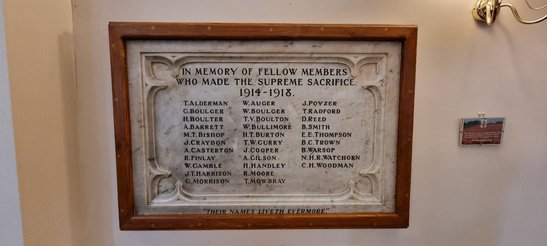 IN MEMORY OF FELLOW MEMBERS
WHO MADE THE SUPREME SACRIFICE.
1914-1918.
T. ALDERMAN W. AUGER J. POYZER
G. BOULGER W. BOULGER T. RADFORD
H. BOULTER T. V. BOULTON D. REED
A. BARRETT W. BULLIMORE B. SMITH
M. T. BISHOP H. T. BURTON E. E. THOMPSON
J. CRAYDON T. W. CURRY B. C. TROWN
A. CASTERTON J. COOPER B. WARSOP
R. FINLAY A. GILSON N. H. R. WATCHORN
W. GAMBLE H. HANDLEY C. H. WOODMAN
J. T. HARRISON R. MOORE
G. MORRISON T. MOWBRAY
"THEIR NAMES LIVETH EVERMORE"